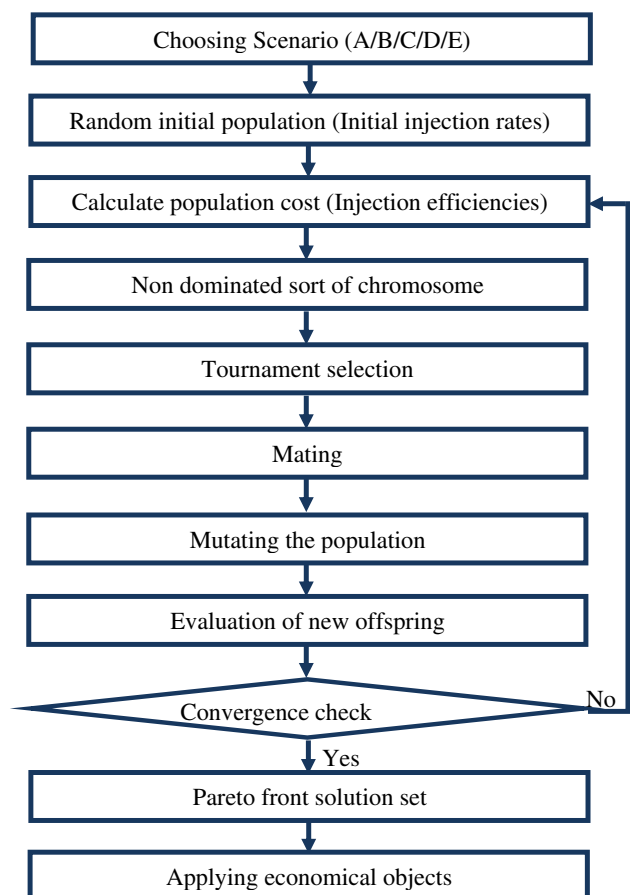 Choosing Scenario (A/B/C/D/E)
Random initial population (Initial injection rates)
Calculate population cost (Injection efficiencies)
Non dominated sort of chromosome
Tournament selection
Mating
Mutating the population
Evaluation of new offspring
Convergence check
No
Yes
Pareto front solution set
Applying economical objects